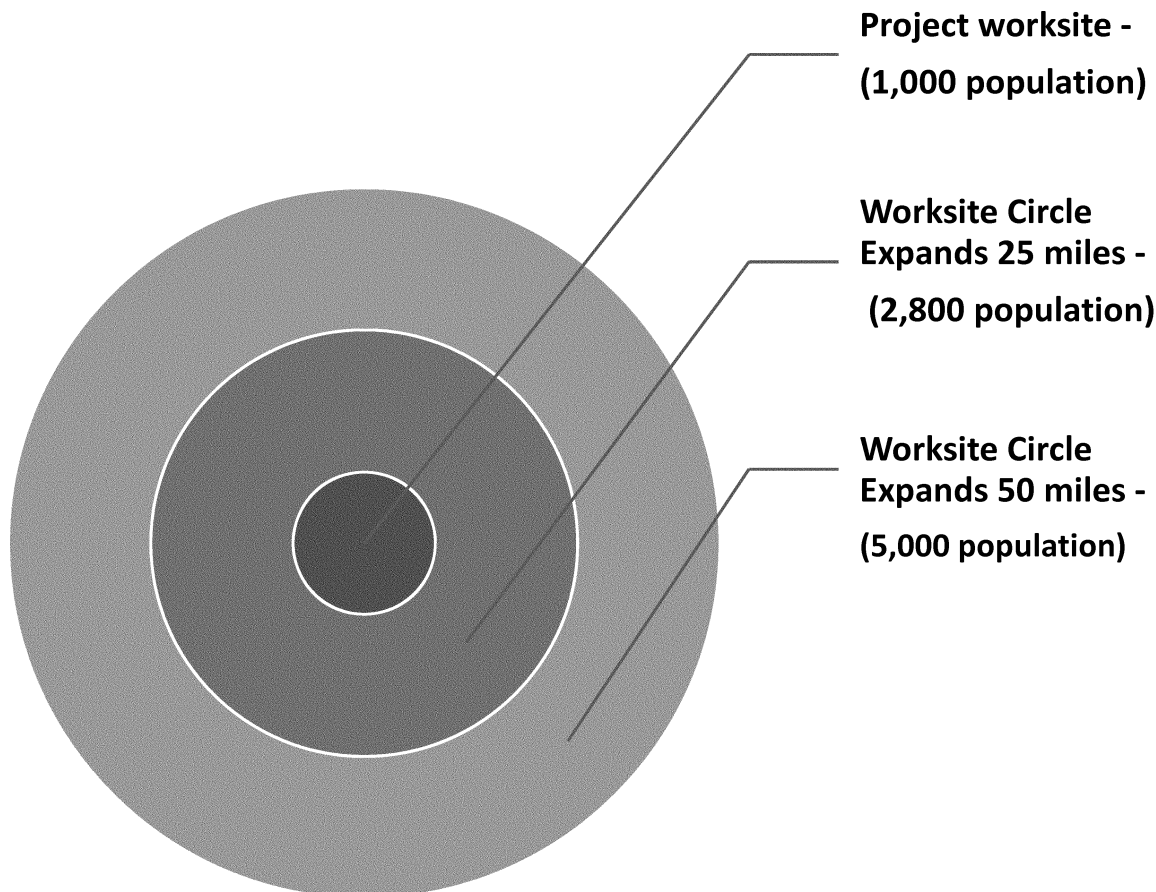 Project worksite -
(1,000 population)
Worksite Circle
Expands 25 miles -
(2,800 population)
Worksite Circle
Expands 50 miles -
(5,000 population)